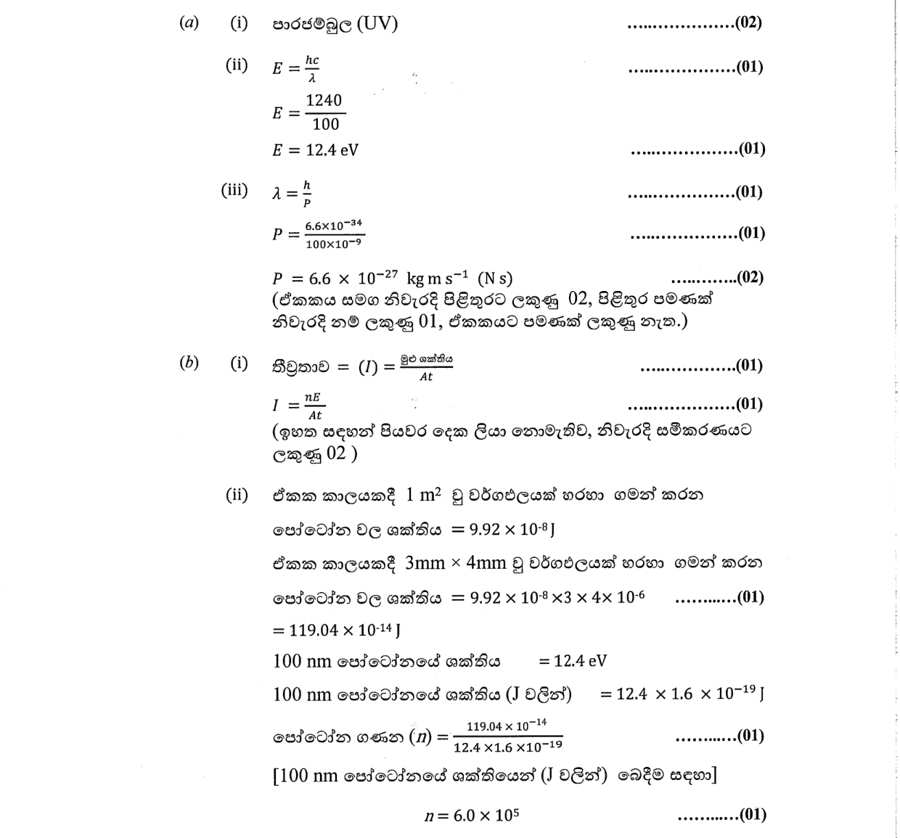 (a) (i) පාරජම්බුල (UV) .....................(02)
(ii) E = hc/λ .....................(01)
E = 1240/100
E = 12.4 eV .....................(01)
(iii) λ = h/P .....................(01)
P = 6.6×10⁻³⁴/100×10⁻⁹ .....................(01)
P = 6.6 × 10⁻²⁷ kg m s⁻¹ (N s) .............(02)
(ඒකකය සමග නිවැරදි පිළිතුරට ලකුණු 02, පිළිතුර පමණක්
නිවැරදි නම් ලකුණු 01, ඒකකයට පමණක් ලකුණු නැත.)
(b) (i) තීව්‍රතාව = (I) = මුළු ශක්තිය/At ..................(01)
I = nE/At .....................(01)
(ඉහත සඳහන් පියවර දෙක ලියා නොමැතිව, නිවැරදි සමීකරණයට
ලකුණු 02 )
(ii) ඒකක කාලයකදී 1 m² වු වර්ගඵලයක් හරහා ගමන් කරන
පෝටෝන වල ශක්තිය = 9.92 × 10⁻⁸ J
ඒකක කාලයකදී 3mm × 4mm වු වර්ගඵලයක් හරහා ගමන් කරන
පෝටෝන වල ශක්තිය = 9.92 × 10⁻⁸ ×3 × 4× 10⁻⁶ ............(01)
= 119.04 × 10⁻¹⁴ J
100 nm පෝටෝනයේ ශක්තිය = 12.4 eV
100 nm පෝටෝනයේ ශක්තිය (J වලින්) = 12.4 × 1.6 × 10⁻¹⁹ J
පෝටෝන ගණන (n) = 119.04 × 10⁻¹⁴/12.4 ×1.6 ×10⁻¹⁹ ............(01)
[100 nm පෝටෝනයේ ශක්තියෙන් (J වලින්) බෙදීම සඳහා]
n = 6.0 × 10⁵ ............(01)